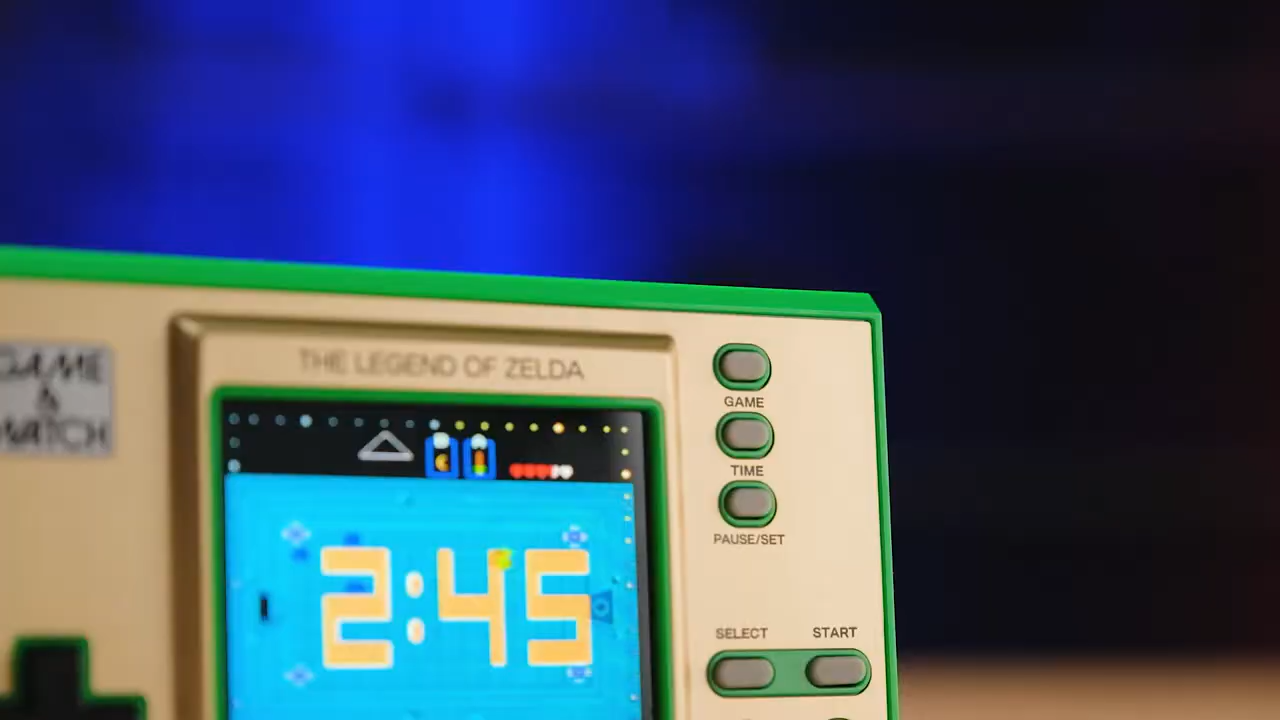 THE LEGEND OF ZELDA
GAME
&
WATCH
GAME
TIME
PAUSE/SET
2:45
SELECT
START